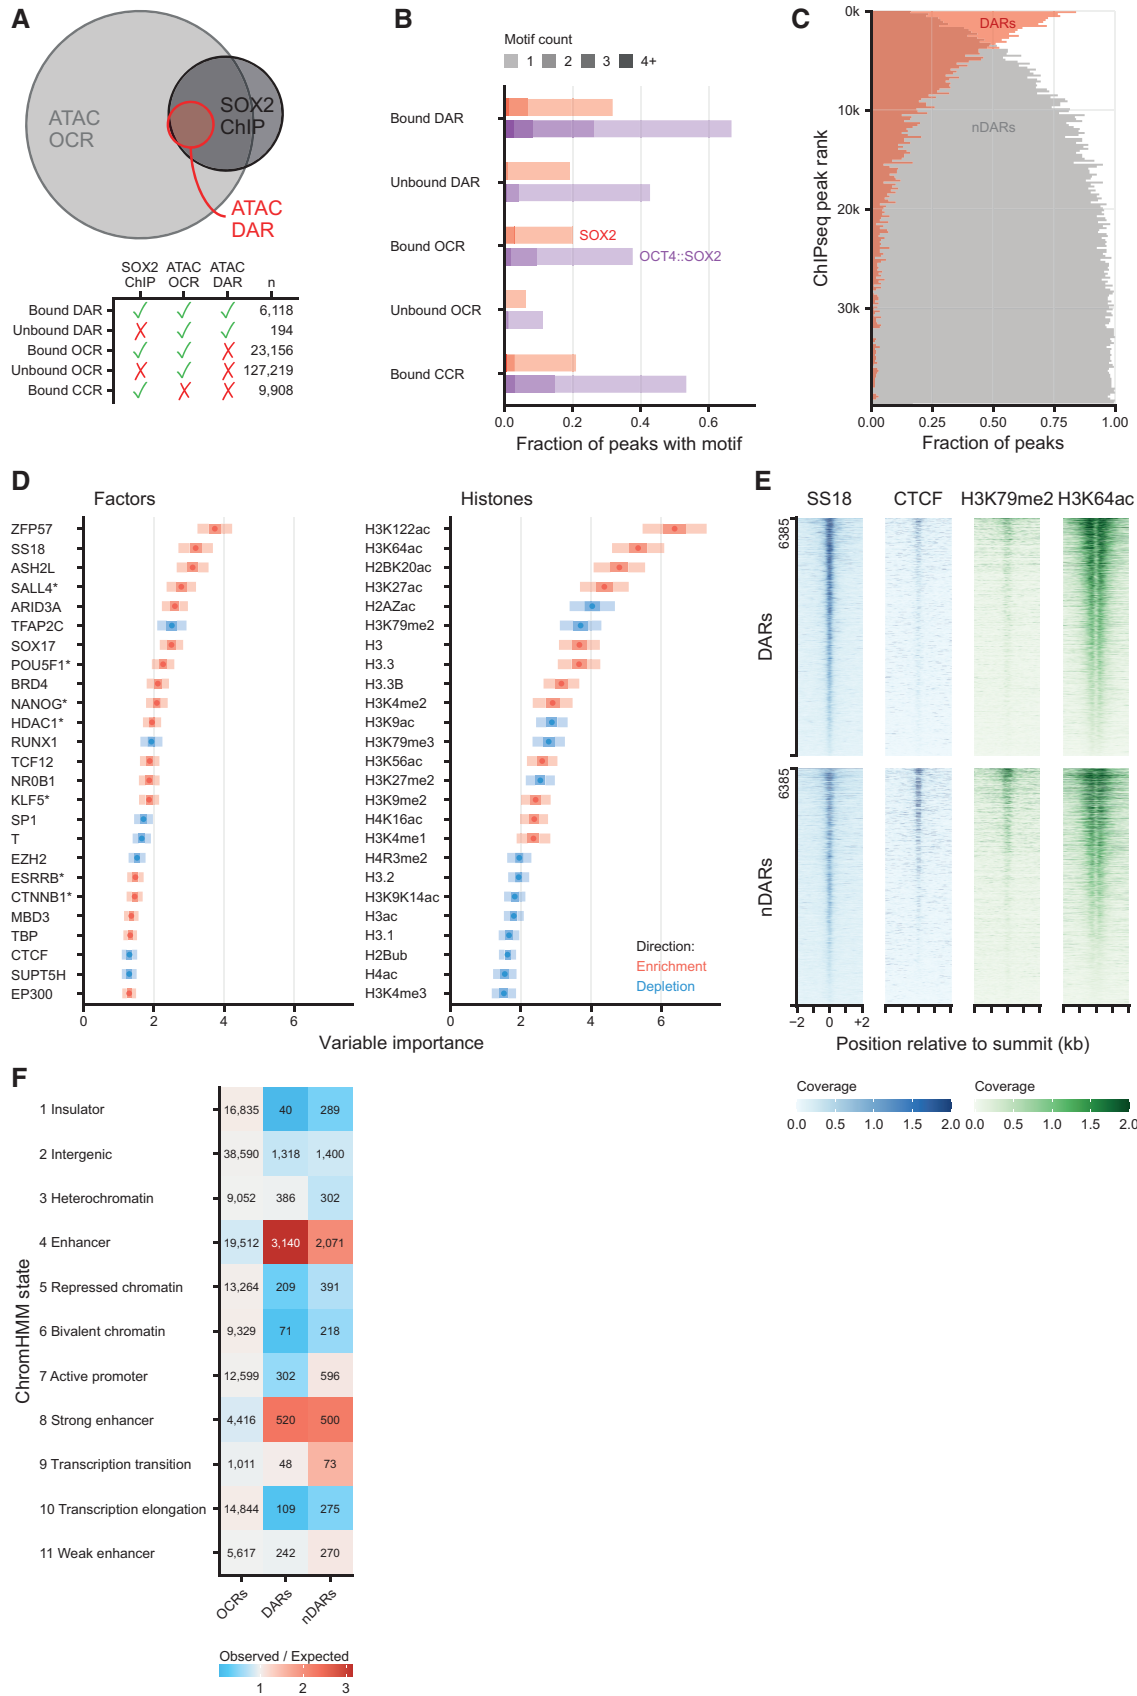 A
ATAC
OCR
SOX2
ChIP
ATAC
DAR
SOX2 ChIP ATAC OCR ATAC DAR n
Bound DAR 6,118
Unbound DAR 194
Bound OCR 23,156
Unbound OCR 127,219
Bound CCR 9,908
B
Motif count
1 2 3 4+
Bound DAR
Unbound DAR
Bound OCR
SOX2
OCT4::SOX2
Unbound OCR
Bound CCR
0.0 0.2 0.4 0.6
Fraction of peaks with motif
C
ChIPseq peak rank
0k
10k
20k
30k
DARs
nDARs
0.00 0.25 0.50 0.75 1.00
Fraction of peaks
D
Factors
ZFP57
SS18
ASH2L
SALL4*
ARID3A
TFAP2C
SOX17
POU5F1*
BRD4
NANOG*
HDAC1*
RUNX1
TCF12
NR0B1
KLF5*
SP1
T
EZH2
ESRRB*
CTNNB1*
MBD3
TBP
CTCF
SUPT5H
EP300
0 2 4 6
Histones
H3K122ac
H3K64ac
H2BK20ac
H3K27ac
H2AZac
H3K79me2
H3
H3.3
H3.3B
H3K4me2
H3K9ac
H3K79me3
H3K56ac
H3K27me2
H3K9me2
H4K16ac
H3K4me1
H4R3me2
H3.2
H3K9K14ac
H3ac
H3.1
H2Bub
H4ac
H3K4me3
Direction:
Enrichment
Depletion
0 2 4 6
Variable importance
E
SS18 CTCF H3K79me2 H3K64ac
6385
DARs
6385
nDARs
−2 0 +2
Position relative to summit (kb)
Coverage
0.0 0.5 1.0 1.5 2.0
Coverage
0.0 0.5 1.0 1.5 2.0
F
ChromHMM state
1 Insulator 16,835 40 289
2 Intergenic 38,590 1,318 1,400
3 Heterochromatin 9,052 386 302
4 Enhancer 19,512 3,140 2,071
5 Repressed chromatin 13,264 209 391
6 Bivalent chromatin 9,329 71 218
7 Active promoter 12,599 302 596
8 Strong enhancer 4,416 520 500
9 Transcription transition 1,011 48 73
10 Transcription elongation 14,844 109 275
11 Weak enhancer 5,617 242 270
OCRs DARs nDARs
Observed / Expected
1 2 3